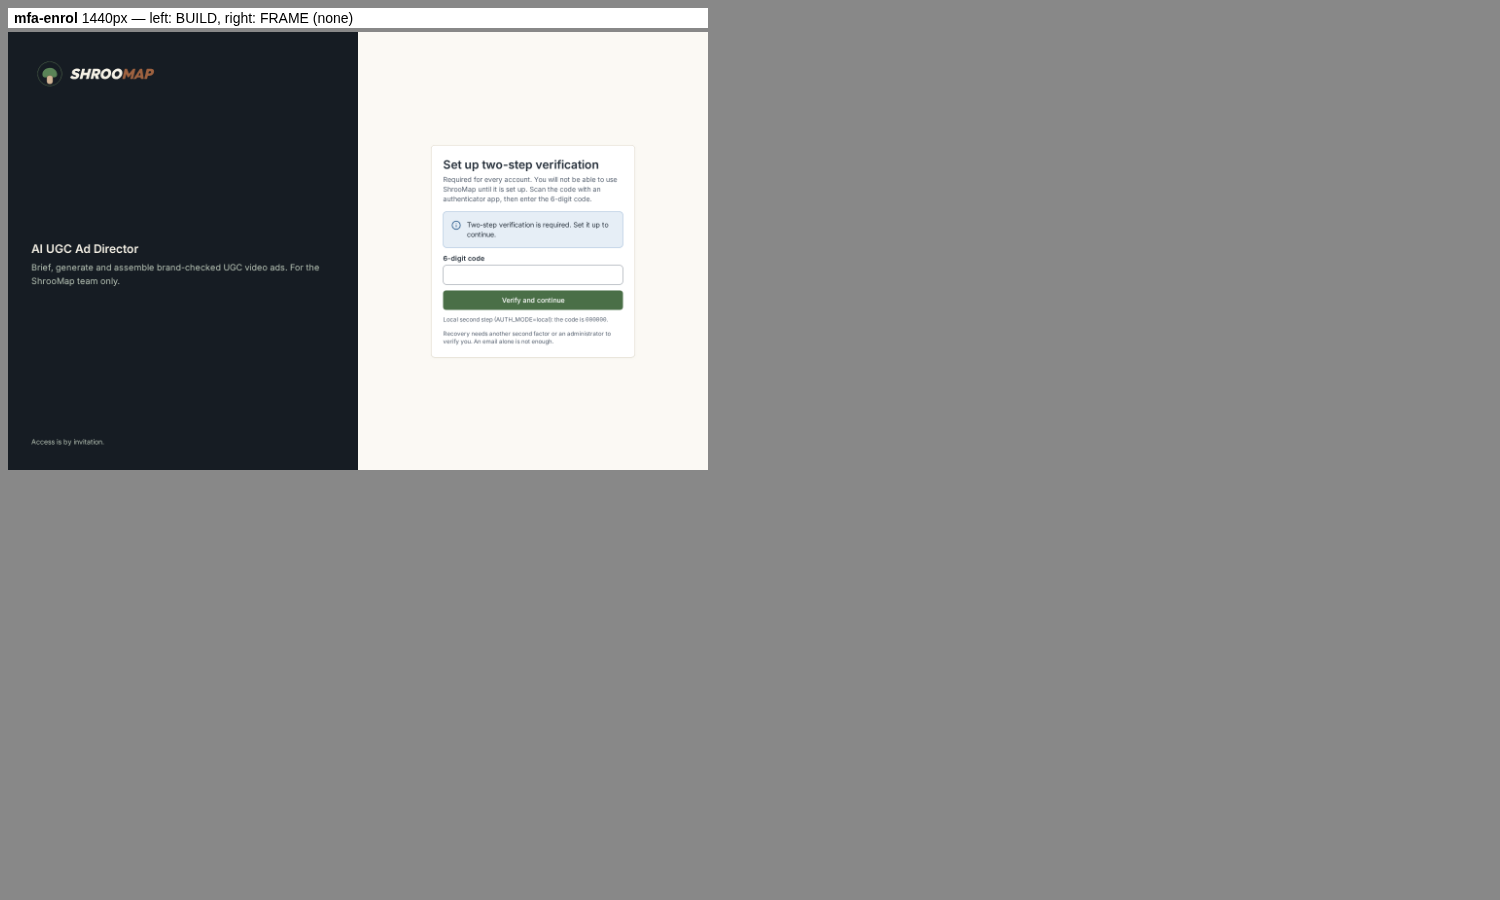 mfa-enrol 1440px — left: BUILD, right: FRAME (none)
SHROOMAP
AI UGC Ad Director
Brief, generate and assemble brand-checked UGC video ads. For the
ShrooMap team only.
Access is by invitation.
Set up two-step verification
Required for every account. You will not be able to use
ShrooMap until it is set up. Scan the code with an
authenticator app, then enter the 6-digit code.
Two-step verification is required. Set it up to
continue.
6-digit code
Verify and continue
Local second step (AUTH_MODE=local): the code is
Recovery needs another second factor or an administrator to
verify you. An email alone is not enough.